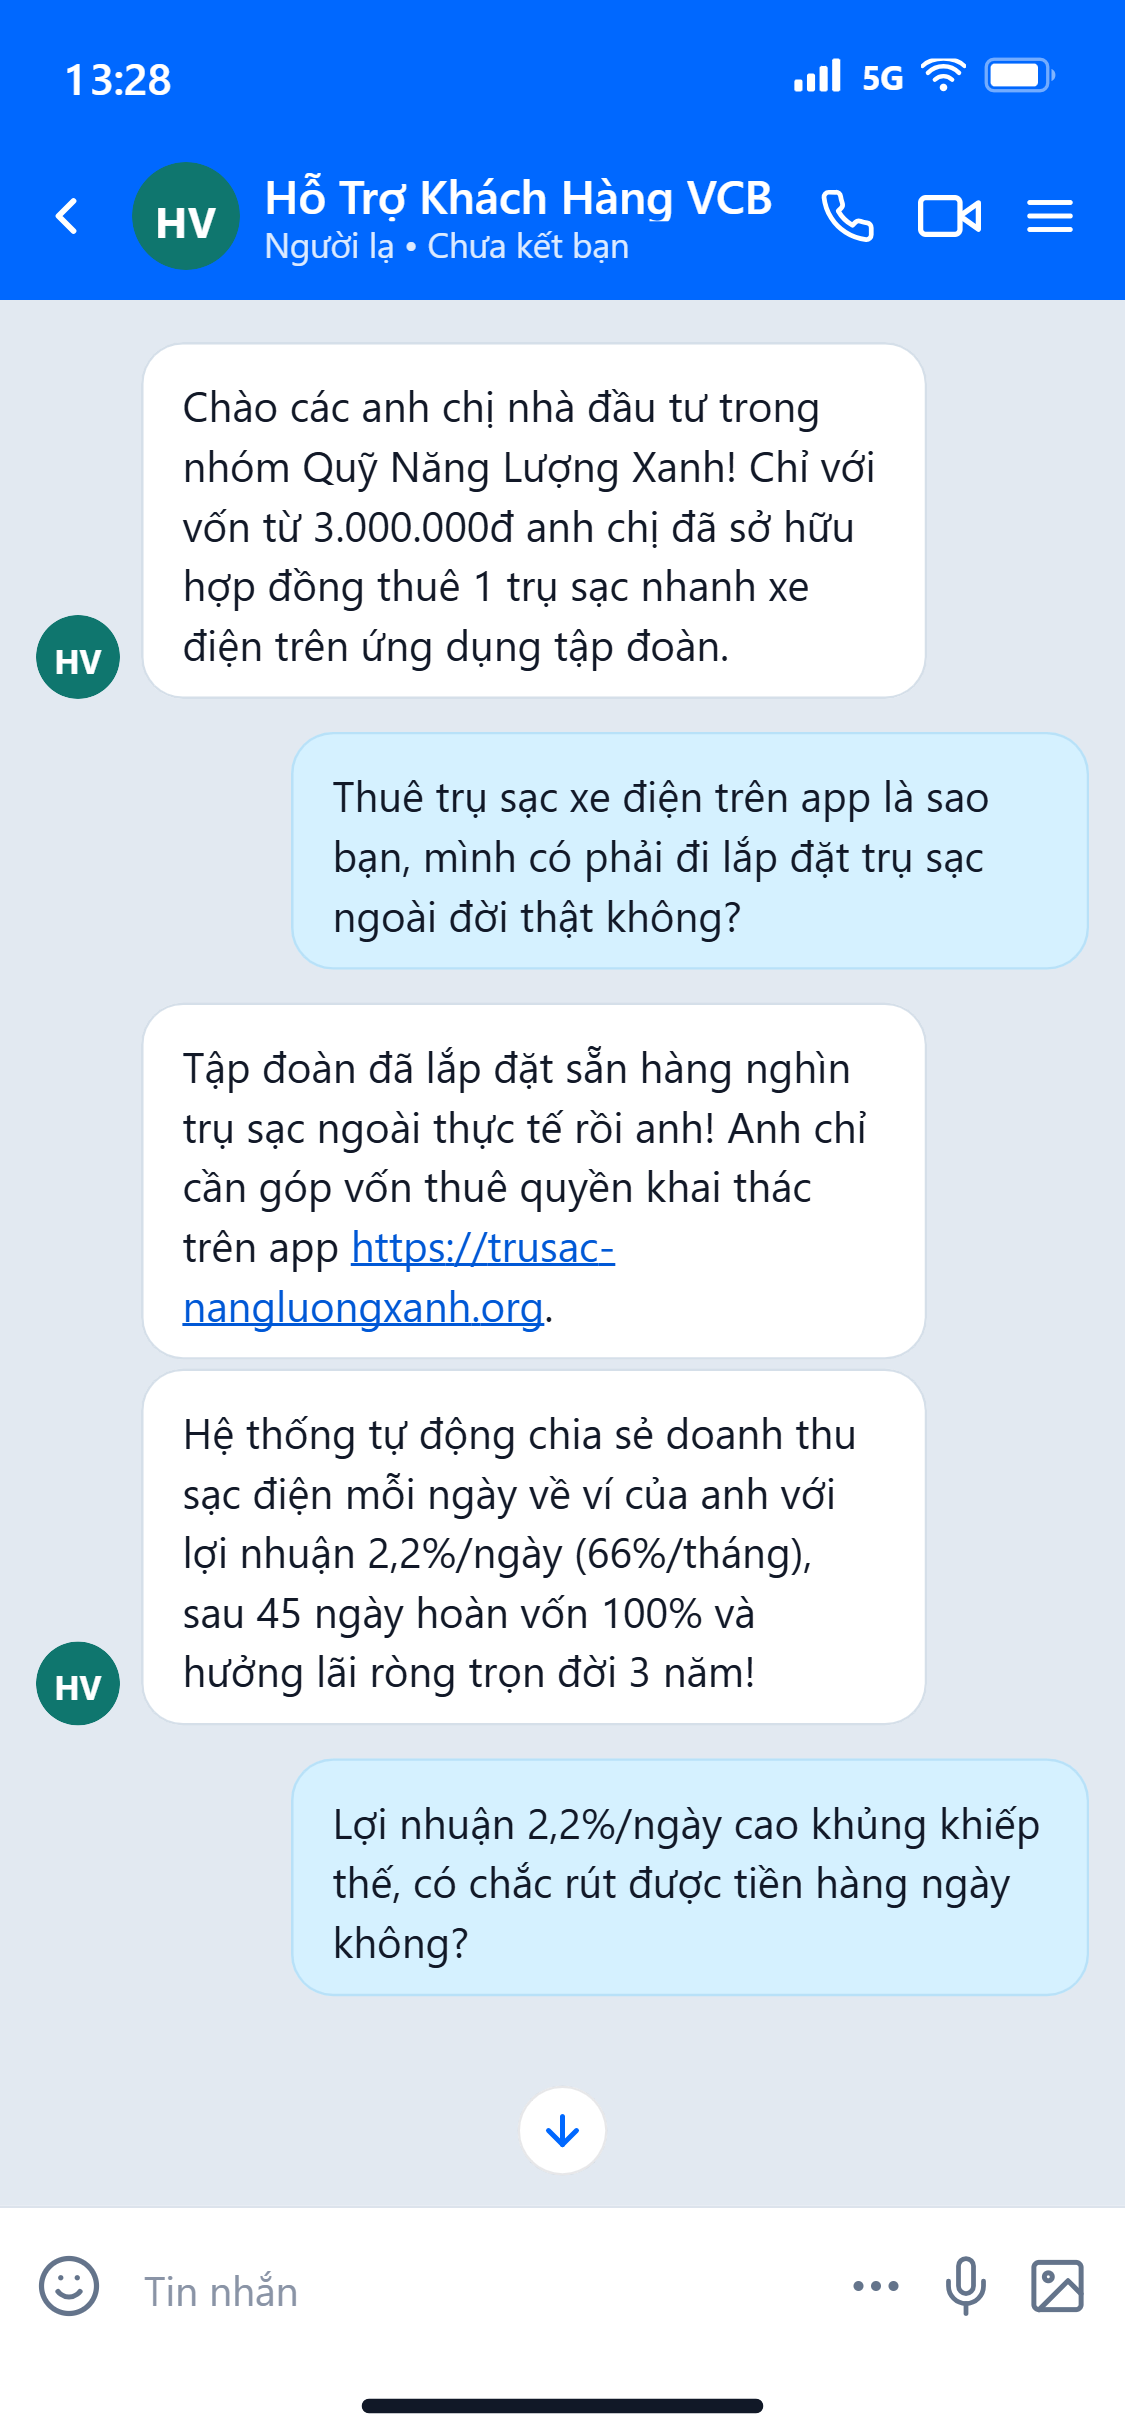 13:28
5G
HV
Hỗ Trợ Khách Hàng VCB
Người lạ • Chưa kết bạn
Chào các anh chị nhà đầu tư trong
nhóm Quỹ Năng Lượng Xanh! Chỉ với
vốn từ 3.000.000đ anh chị đã sở hữu
hợp đồng thuê 1 trụ sạc nhanh xe
điện trên ứng dụng tập đoàn.
HV
Thuê trụ sạc xe điện trên app là sao
bạn, mình có phải đi lắp đặt trụ sạc
ngoài đời thật không?
Tập đoàn đã lắp đặt sẵn hàng nghìn
trụ sạc ngoài thực tế rồi anh! Anh chỉ
cần góp vốn thuê quyền khai thác
trên app https://trusac-
nangluongxanh.org.
Hệ thống tự động chia sẻ doanh thu
sạc điện mỗi ngày về ví của anh với
lợi nhuận 2,2%/ngày (66%/tháng),
sau 45 ngày hoàn vốn 100% và
hưởng lãi ròng trọn đời 3 năm!
HV
Lợi nhuận 2,2%/ngày cao khủng khiếp
thế, có chắc rút được tiền hàng ngày
không?
Tin nhắn